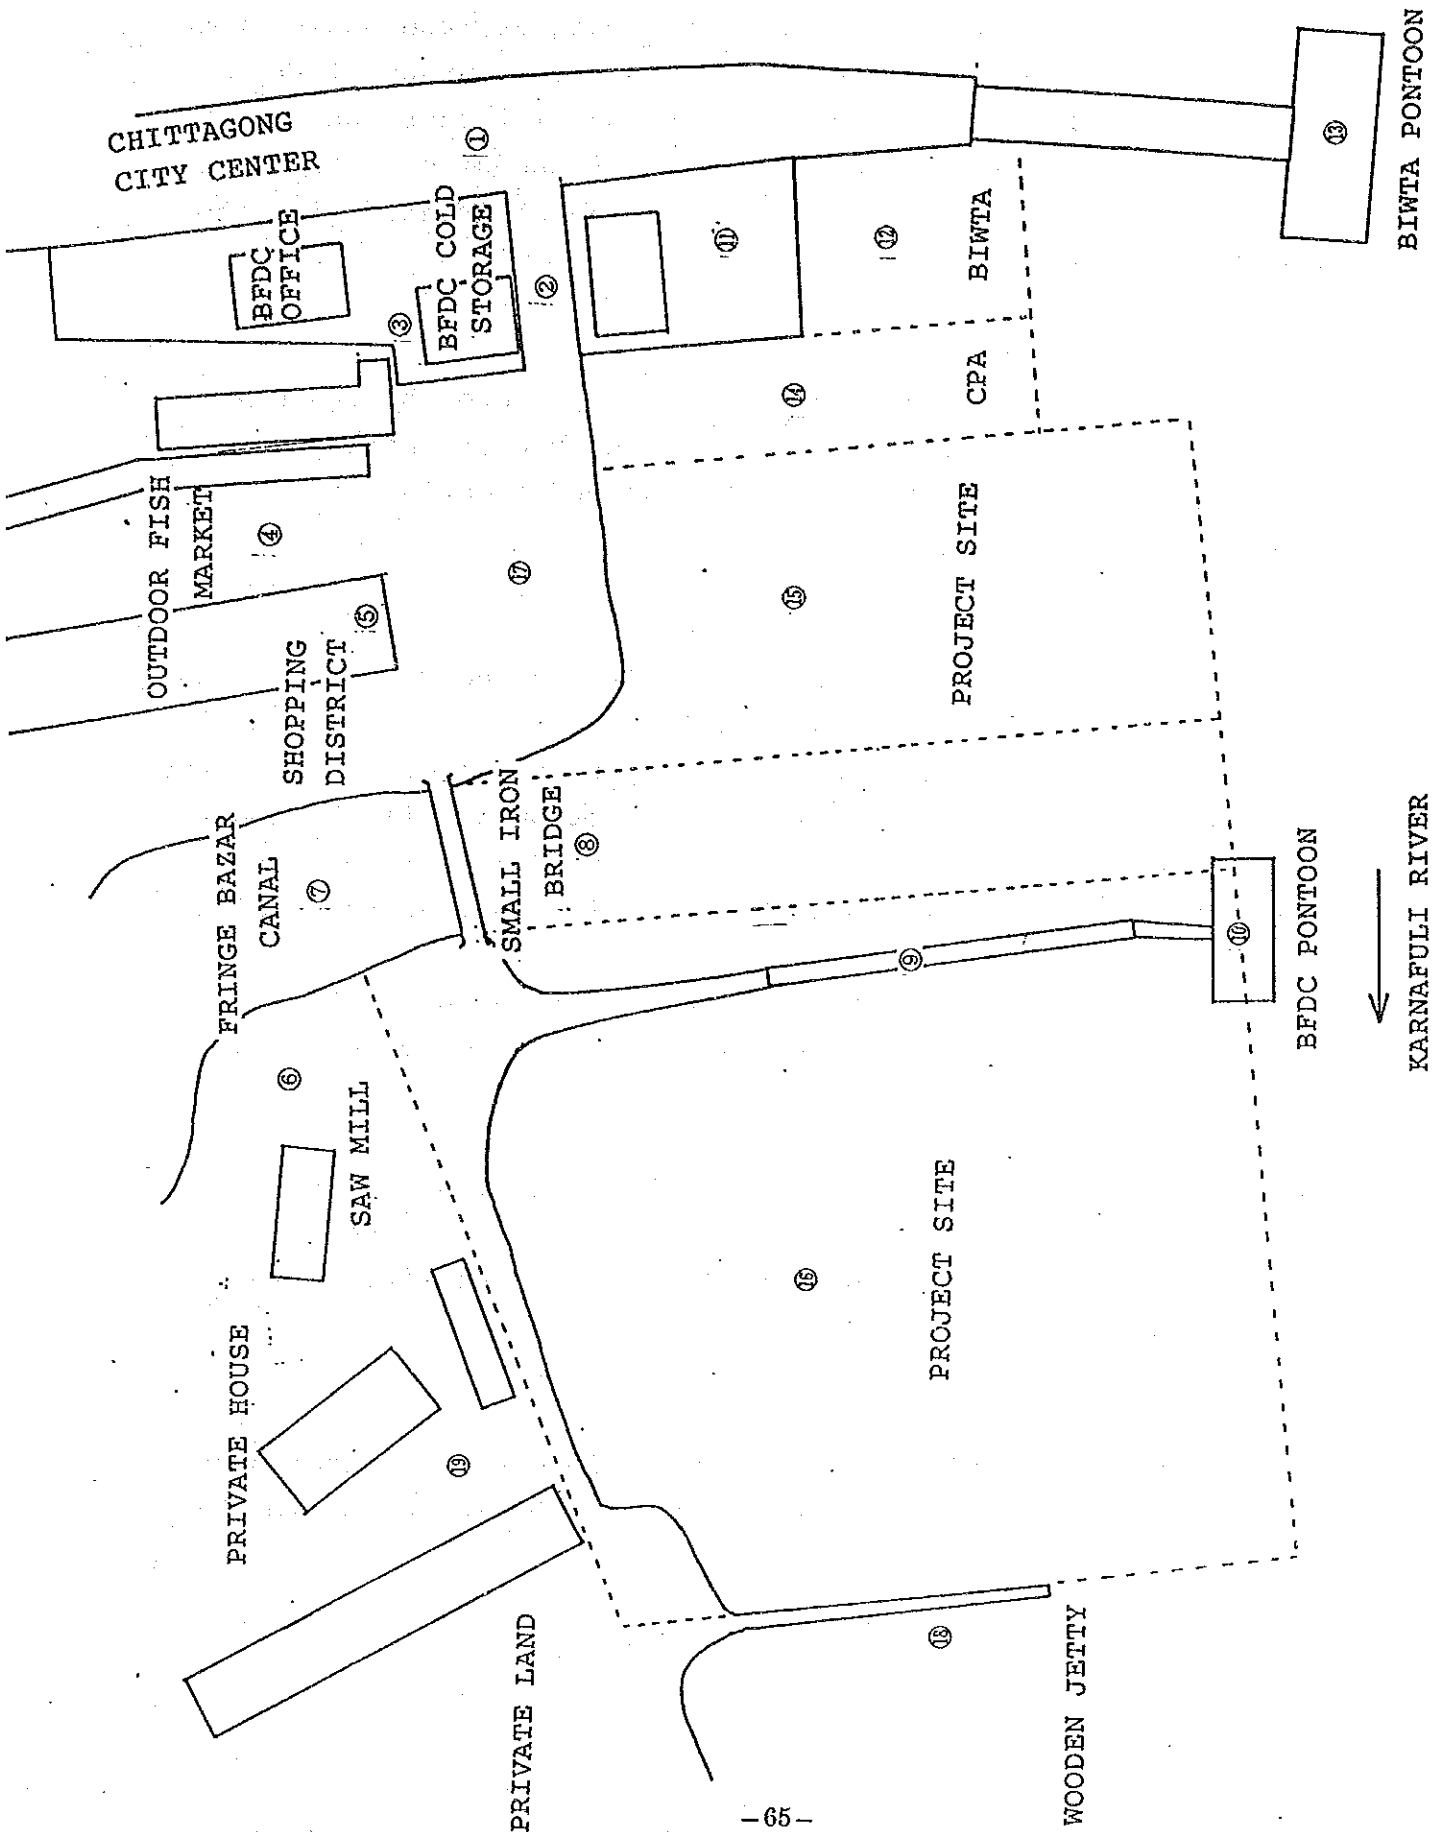 CHITTAGONG
CITY CENTER
①
BFDC
OFFICE
③
BFDC COLD
STORAGE
②
⑪
⑫
BIWTA
⑬
BIWTA PONTOON
⑭
CPA
OUTDOOR FISH
MARKET
④
⑤
SHOPPING
DISTRICT
⑰
⑮
PROJECT SITE
FRINGE BAZAR
CANAL
⑦
SMALL IRON
BRIDGE
⑧
⑨
⑩
BFDC PONTOON
KARNAFULI RIVER
⑥
SAW MILL
PRIVATE HOUSE
⑲
⑯
PROJECT SITE
PRIVATE LAND
⑱
WOODEN JETTY
-65-